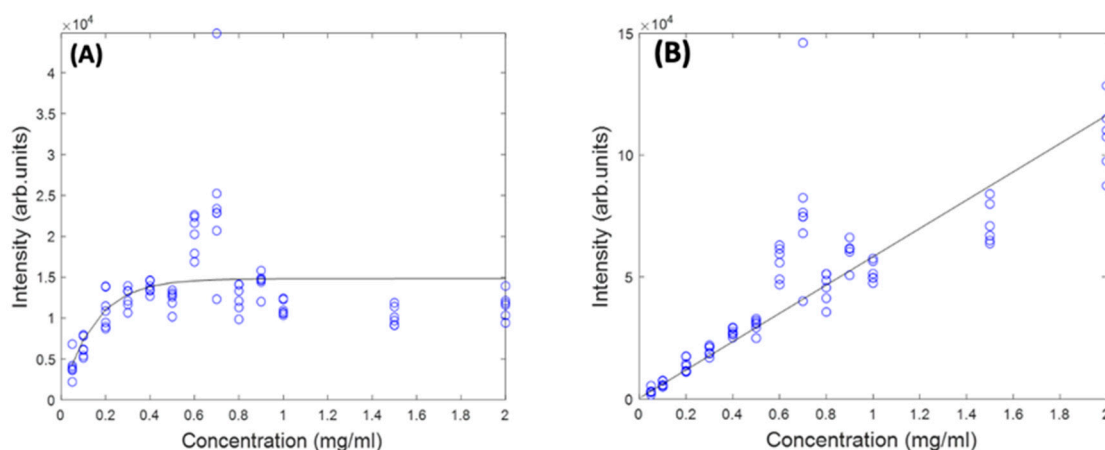 ×10⁴
(A)
4
3.5
3
2.5
2
1.5
1
0.5
0
0 0.2 0.4 0.6 0.8 1 1.2 1.4 1.6 1.8 2
Intensity (arb.units)
Concentration (mg/ml)
15 ×10⁴
(B)
10
5
0
0 0.2 0.4 0.6 0.8 1 1.2 1.4 1.6 1.8 2
Intensity (arb.units)
Concentration (mg/ml)